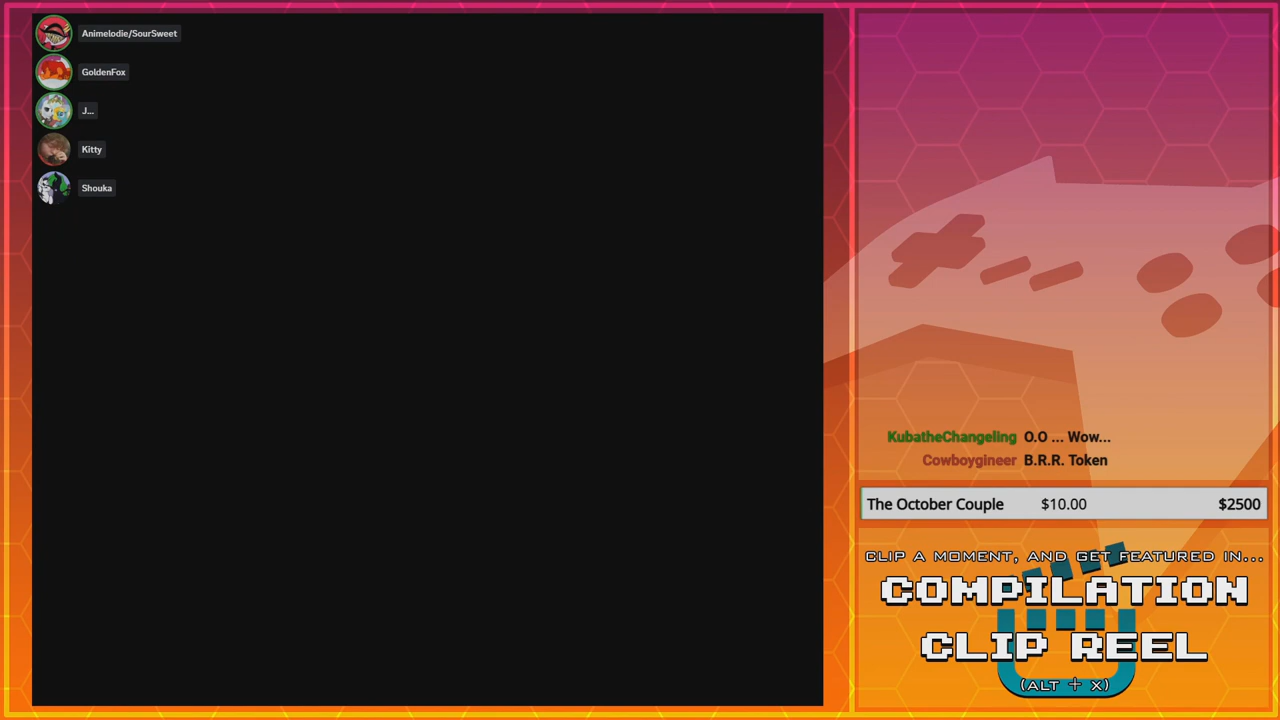 Animelodie/SourSweet
GoldenFox
J...
Kitty
Shouka
KubatheChangeling O.O ... Wow...
Cowboygineer B.R.R. Token
The October Couple $10.00 $2500
CLIP A MOMENT, AND GET FEATURED IN...
COMPILATION
CLIP REEL
(ALT + X)